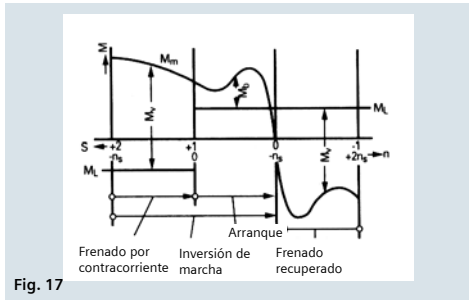 M
Mm
Mv
MD
ML
S +2 +1 0 -1
-ns 0 -ns +2ns n
ML
Mv
Arranque
Frenado por contracorriente
Inversión de marcha
Frenado recuperado
Fig. 17